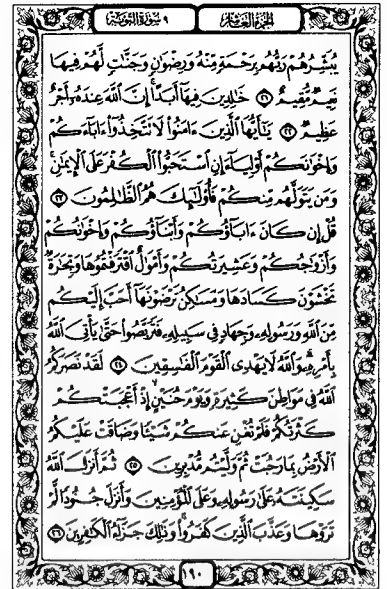 الجزء العاشر ٩ سورة التوبة
يُبَشِّرُهُمْ رَبُّهُم بِرَحْمَةٍ مِّنْهُ وَرِضْوَٰنٍ وَجَنَّٰتٍ لَّهُمْ فِيهَا
نَعِيمٌ مُّقِيمٌ ٢١ خَٰلِدِينَ فِيهَآ أَبَدًا إِنَّ ٱللَّهَ عِندَهُۥٓ أَجْرٌ
عَظِيمٌ ٢٢ يَٰٓأَيُّهَا ٱلَّذِينَ ءَامَنُوا۟ لَا تَتَّخِذُوٓا۟ ءَابَآءَكُمْ
وَإِخْوَٰنَكُمْ أَوْلِيَآءَ إِنِ ٱسْتَحَبُّوا۟ ٱلْكُفْرَ عَلَى ٱلْإِيمَٰنِ
وَمَن يَتَوَلَّهُم مِّنكُمْ فَأُو۟لَٰٓئِكَ هُمُ ٱلظَّٰلِمُونَ ٢٣
قُلْ إِن كَانَ ءَابَآؤُكُمْ وَأَبْنَآؤُكُمْ وَإِخْوَٰنُكُمْ
وَأَزْوَٰجُكُمْ وَعَشِيرَتُكُمْ وَأَمْوَٰلٌ ٱقْتَرَفْتُمُوهَا وَتِجَٰرَةٌ
تَخْشَوْنَ كَسَادَهَا وَمَسَٰكِنُ تَرْضَوْنَهَآ أَحَبَّ إِلَيْكُم
مِّنَ ٱللَّهِ وَرَسُولِهِۦ وَجِهَادٍ فِى سَبِيلِهِۦ فَتَرَبَّصُوا۟ حَتَّىٰ يَأْتِىَ ٱللَّهُ
بِأَمْرِهِۦ وَٱللَّهُ لَا يَهْدِى ٱلْقَوْمَ ٱلْفَٰسِقِينَ ٢٤ لَقَدْ نَصَرَكُمُ
ٱللَّهُ فِى مَوَاطِنَ كَثِيرَةٍ وَيَوْمَ حُنَيْنٍ إِذْ أَعْجَبَتْكُمْ
كَثْرَتُكُمْ فَلَمْ تُغْنِ عَنكُمْ شَيْـًٔا وَضَاقَتْ عَلَيْكُمُ
ٱلْأَرْضُ بِمَا رَحُبَتْ ثُمَّ وَلَّيْتُم مُّدْبِرِينَ ٢٥ ثُمَّ أَنزَلَ ٱللَّهُ
سَكِينَتَهُۥ عَلَىٰ رَسُولِهِۦ وَعَلَى ٱلْمُؤْمِنِينَ وَأَنزَلَ جُنُودًا لَّمْ
تَرَوْهَا وَعَذَّبَ ٱلَّذِينَ كَفَرُوا۟ وَذَٰلِكَ جَزَآءُ ٱلْكَٰفِرِينَ ٢٦
١٩٠